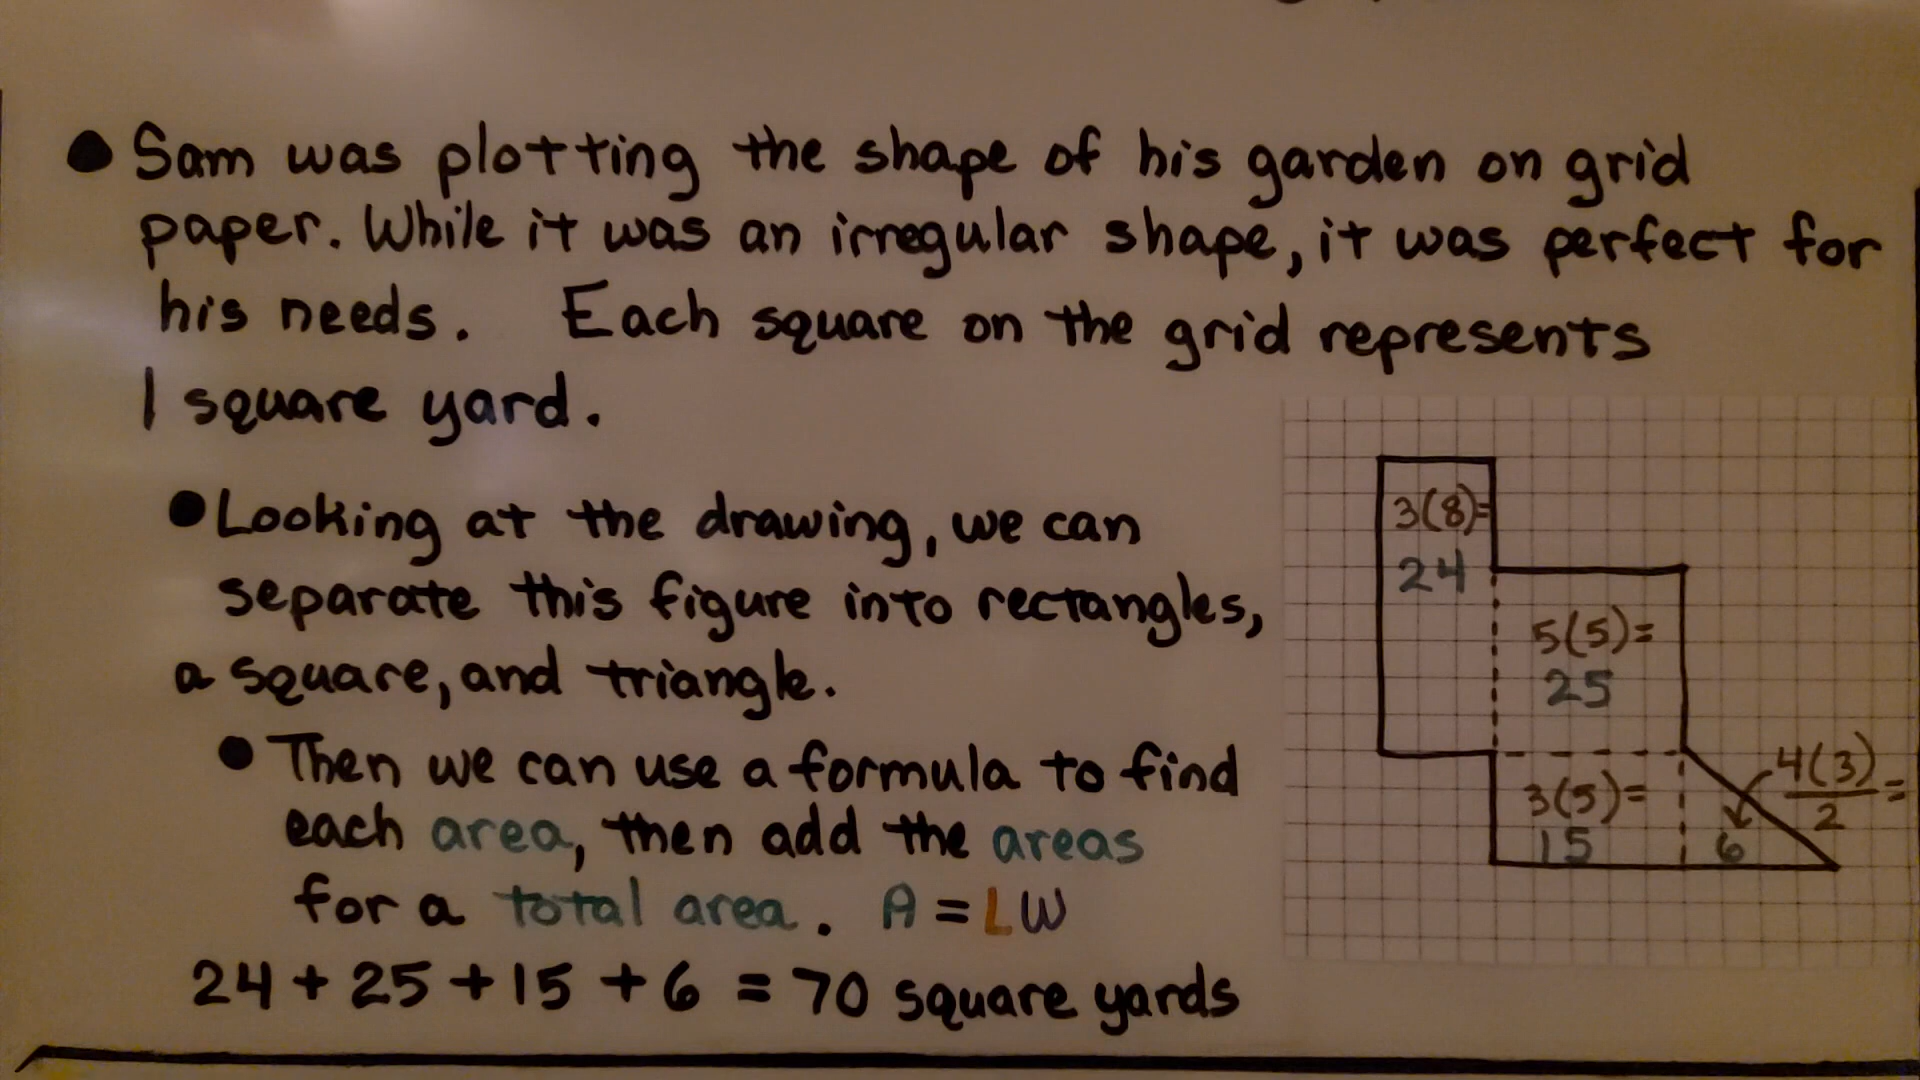 • Sam was plotting the shape of his garden on grid
paper. While it was an irregular shape, it was perfect for
his needs. Each square on the grid represents
1 square yard.
• Looking at the drawing, we can
separate this figure into rectangles,
a square, and triangle.
• Then we can use a formula to find
each area, then add the areas
for a total area. A = LW
24 + 25 + 15 + 6 = 70 square yards
3(8)=
24
5(5)=
25
3(5)=
15
4(3)/2 =
6